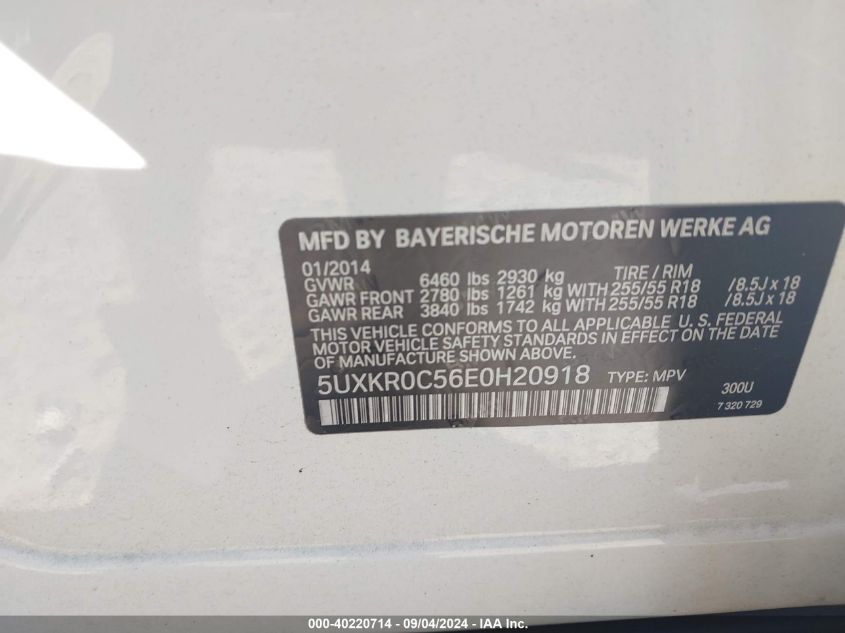 MFD BY BAYERISCHE MOTOREN WERKE AG
01/2014
GVWR 6460 lbs 2930 kg TIRE / RIM
GAWR FRONT 2780 lbs 1261 kg WITH 255/55 R18 /8.5J x 18
GAWR REAR 3840 lbs 1742 kg WITH 255/55 R18 /8.5J x 18
THIS VEHICLE CONFORMS TO ALL APPLICABLE U.S. FEDERAL
MOTOR VEHICLE SAFETY STANDARDS IN EFFECT ON THE DATE
OF MANUFACTURE SHOWN ABOVE.
5UXKR0C56E0H20918 TYPE: MPV
300U
7 320 729
000-40220714 - 09/04/2024 - IAA Inc.